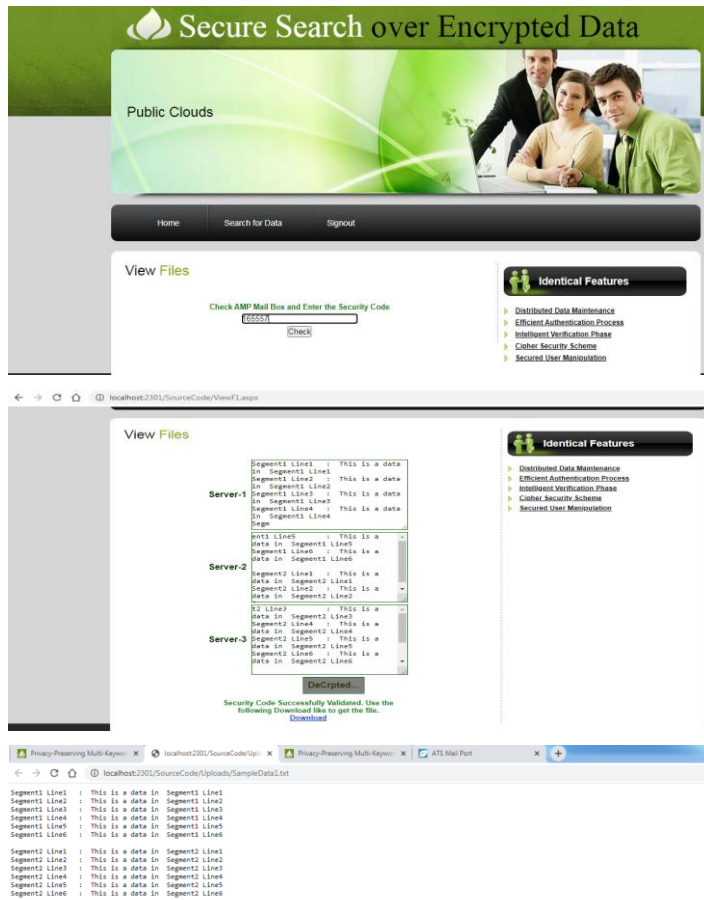 Secure Search over Encrypted Data
Public Clouds
Home Search for Data Signout
View Files
Check AMP Mail Box and Enter the Security Code
165557
Check
Identical Features
Distributed Data Maintenance
Efficient Authentication Process
Intelligent Verification Phase
Cipher Security Scheme
Secured User Manipulation
localhost:2301/SourceCode/ViewF1.aspx
View Files
Server-1
Segment1 Line1 : This is a data
in Segment1 Line1
Segment1 Line2 : This is a data
in Segment1 Line2
Segment1 Line3 : This is a data
in Segment1 Line3
Segment1 Line4 : This is a data
in Segment1 Line4
Segm
Server-2
ent1 Line5 : This is a
data in Segment1 Line5
Segment1 Line6 : This is a
data in Segment1 Line6
Segment2 Line1 : This is a
data in Segment2 Line1
Segment2 Line2 : This is a
data in Segment2 Line2
Server-3
t2 Line3 : This is a
data in Segment2 Line3
Segment2 Line4 : This is a
data in Segment2 Line4
Segment2 Line5 : This is a
data in Segment2 Line5
Segment2 Line6 : This is a
data in Segment2 Line6
DeCrpted...
Security Code Successfully Validated. Use the
following Download like to get the file.
Download
Identical Features
Distributed Data Maintenance
Efficient Authentication Process
Intelligent Verification Phase
Cipher Security Scheme
Secured User Manipulation
Privacy-Preserving Multi-Keywor localhost:2301/SourceCode/Uplo Privacy-Preserving Multi-Keywor ATS Mail Port
localhost:2301/SourceCode/Uploads/SampleData1.txt
Segment1 Line1 : This is a data in Segment1 Line1
Segment1 Line2 : This is a data in Segment1 Line2
Segment1 Line3 : This is a data in Segment1 Line3
Segment1 Line4 : This is a data in Segment1 Line4
Segment1 Line5 : This is a data in Segment1 Line5
Segment1 Line6 : This is a data in Segment1 Line6
Segment2 Line1 : This is a data in Segment2 Line1
Segment2 Line2 : This is a data in Segment2 Line2
Segment2 Line3 : This is a data in Segment2 Line3
Segment2 Line4 : This is a data in Segment2 Line4
Segment2 Line5 : This is a data in Segment2 Line5
Segment2 Line6 : This is a data in Segment2 Line6